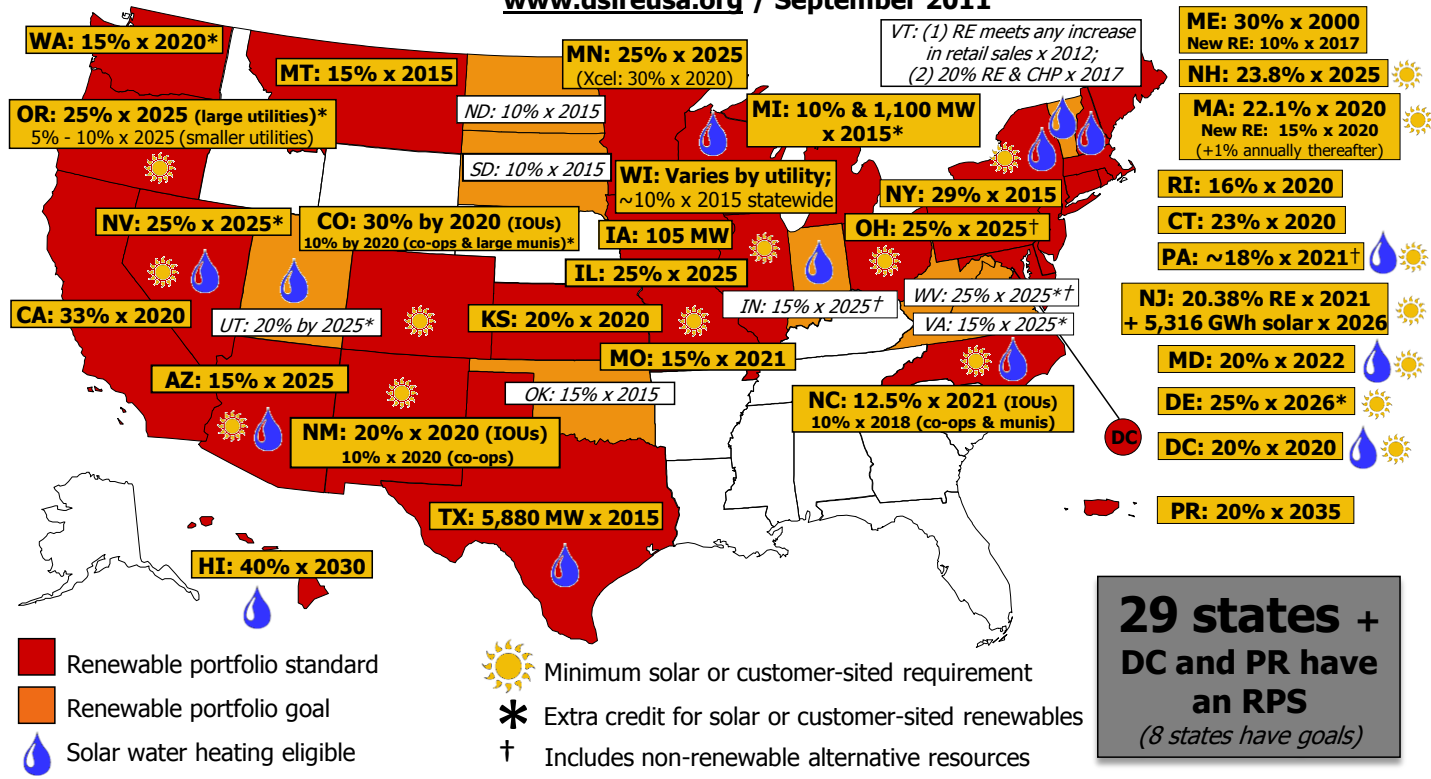 www.dsireusa.org / September 2011
WA: 15% x 2020*
MT: 15% x 2015
MN: 25% x 2025
(Xcel: 30% x 2020)
VT: (1) RE meets any increase
in retail sales x 2012;
(2) 20% RE & CHP x 2017
ME: 30% x 2000
New RE: 10% x 2017
NH: 23.8% x 2025
OR: 25% x 2025 (large utilities)*
5% - 10% x 2025 (smaller utilities)
ND: 10% x 2015
MI: 10% & 1,100 MW
x 2015*
MA: 22.1% x 2020
New RE: 15% x 2020
(+1% annually thereafter)
SD: 10% x 2015
WI: Varies by utility;
~10% x 2015 statewide
NY: 29% x 2015
RI: 16% x 2020
NV: 25% x 2025*
CO: 30% by 2020 (IOUs)
10% by 2020 (co-ops & large munis)*
IA: 105 MW
OH: 25% x 2025†
CT: 23% x 2020
PA: ~18% x 2021†
IL: 25% x 2025
CA: 33% x 2020
UT: 20% by 2025*
KS: 20% x 2020
IN: 15% x 2025†
WV: 25% x 2025*†
VA: 15% x 2025*
NJ: 20.38% RE x 2021
+ 5,316 GWh solar x 2026
MO: 15% x 2021
MD: 20% x 2022
AZ: 15% x 2025
OK: 15% x 2015
NC: 12.5% x 2021 (IOUs)
10% x 2018 (co-ops & munis)
DE: 25% x 2026*
NM: 20% x 2020 (IOUs)
10% x 2020 (co-ops)
DC
DC: 20% x 2020
TX: 5,880 MW x 2015
PR: 20% x 2035
HI: 40% x 2030
Renewable portfolio standard
Renewable portfolio goal
Solar water heating eligible
Minimum solar or customer-sited requirement
* Extra credit for solar or customer-sited renewables
† Includes non-renewable alternative resources
29 states +
DC and PR have
an RPS
(8 states have goals)